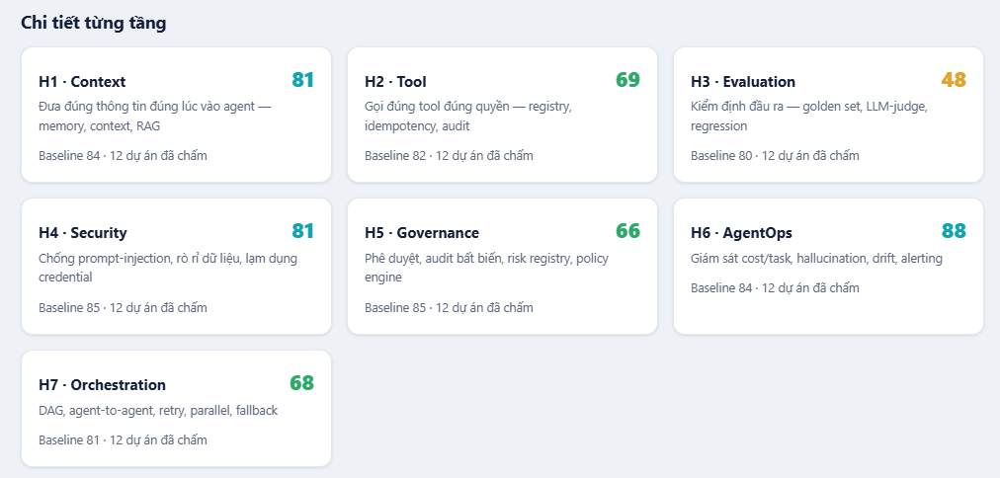 Chi tiết từng tầng
H1 · Context
81
Đưa đúng thông tin đúng lúc vào agent —
memory, context, RAG
Baseline 84 · 12 dự án đã chấm
H2 · Tool
69
Gọi đúng tool đúng quyền — registry,
idempotency, audit
Baseline 82 · 12 dự án đã chấm
H3 · Evaluation
48
Kiểm định đầu ra — golden set, LLM-judge,
regression
Baseline 80 · 12 dự án đã chấm
H4 · Security
81
Chống prompt-injection, rò rỉ dữ liệu, lạm dụng
credential
Baseline 85 · 12 dự án đã chấm
H5 · Governance
66
Phê duyệt, audit bất biến, risk registry, policy
engine
Baseline 85 · 12 dự án đã chấm
H6 · AgentOps
88
Giám sát cost/task, hallucination, drift, alerting
Baseline 84 · 12 dự án đã chấm
H7 · Orchestration
68
DAG, agent-to-agent, retry, parallel, fallback
Baseline 81 · 12 dự án đã chấm